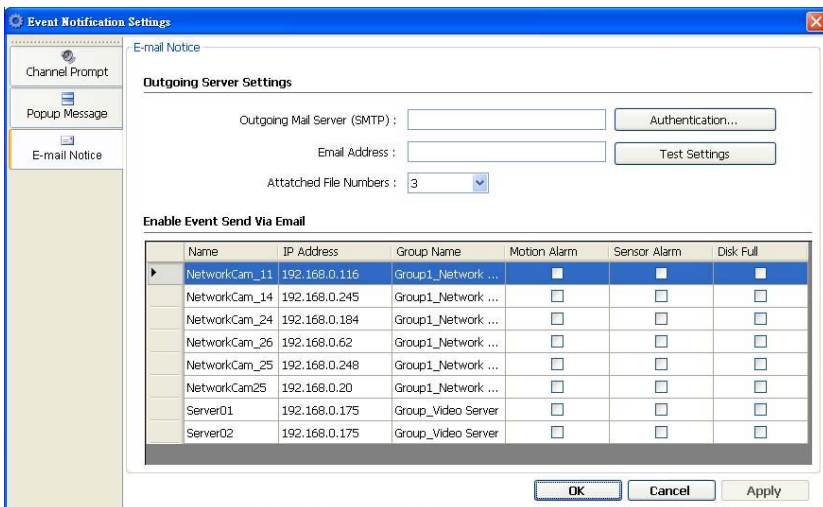 Event Notification Settings
Channel Prompt
Popup Message
E-mail Notice
E-mail Notice
Outgoing Server Settings
Outgoing Mail Server (SMTP) :
Authentication...
Email Address :
Test Settings
Attatched File Numbers : 3
Enable Event Send Via Email
Name IP Address Group Name Motion Alarm Sensor Alarm Disk Full
NetworkCam_11 192.168.0.116 Group1_Network ...
NetworkCam_14 192.168.0.245 Group1_Network ...
NetworkCam_24 192.168.0.184 Group1_Network ...
NetworkCam_26 192.168.0.62 Group1_Network ...
NetworkCam_25 192.168.0.248 Group1_Network ...
NetworkCam25 192.168.0.20 Group1_Network ...
Server01 192.168.0.175 Group_Video Server
Server02 192.168.0.175 Group_Video Server
OK Cancel Apply